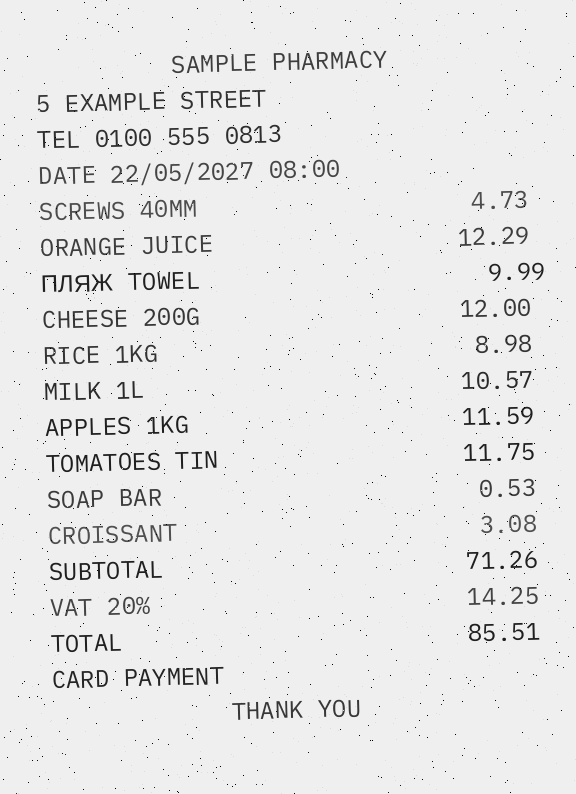 SAMPLE PHARMACY
5 EXAMPLE STREET
TEL 0100 555 0813
DATE 22/05/2027 08:00
SCREWS 40MM 4.73
ORANGE JUICE 12.29
ПЛЯЖ TOWEL 9.99
CHEESE 200G 12.00
RICE 1KG 8.98
MILK 1L 10.57
APPLES 1KG 11.59
TOMATOES TIN 11.75
SOAP BAR 0.53
CROISSANT 3.08
SUBTOTAL 71.26
VAT 20% 14.25
TOTAL 85.51
CARD PAYMENT
THANK YOU